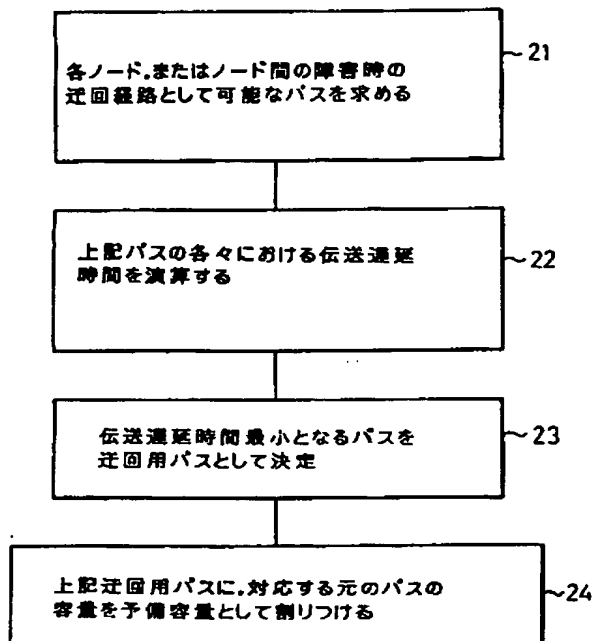 各ノード,またはノード間の障害時の
迂回経路として可能なパスを求める
21
上記パスの各々における伝送遅延
時間を演算する
22
伝送遅延時間最小となるパスを
迂回用パスとして決定
23
上記迂回用パスに,対応する元のパスの
容量を予備容量として割りつける
24